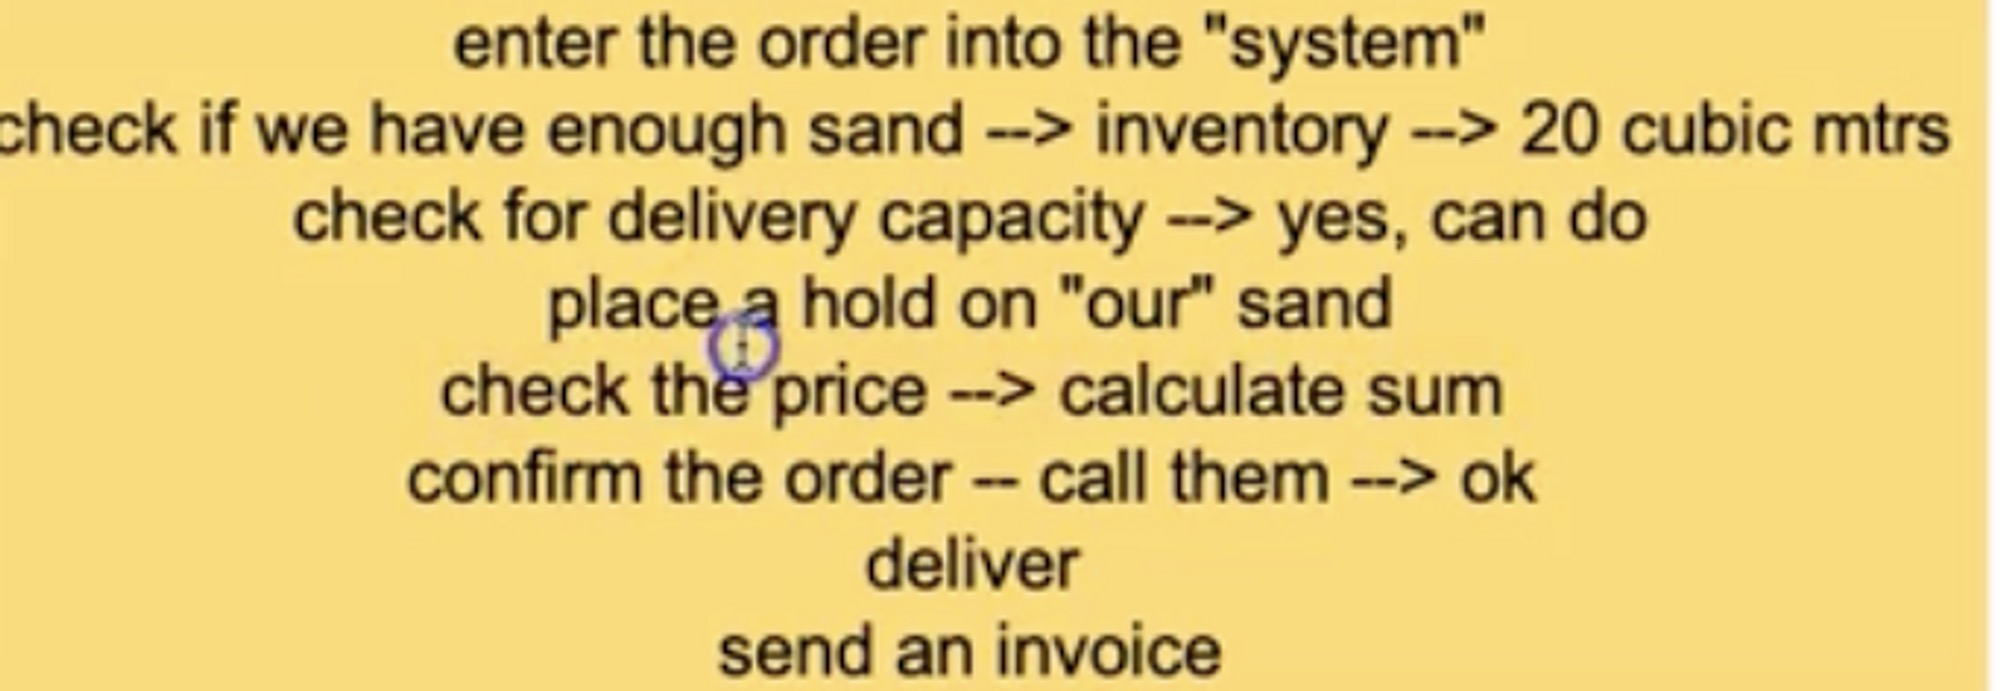 enter the order into the "system"
check if we have enough sand --> inventory --> 20 cubic mtrs
check for delivery capacity --> yes, can do
place a hold on "our" sand
check the price --> calculate sum
confirm the order -- call them --> ok
deliver
send an invoice